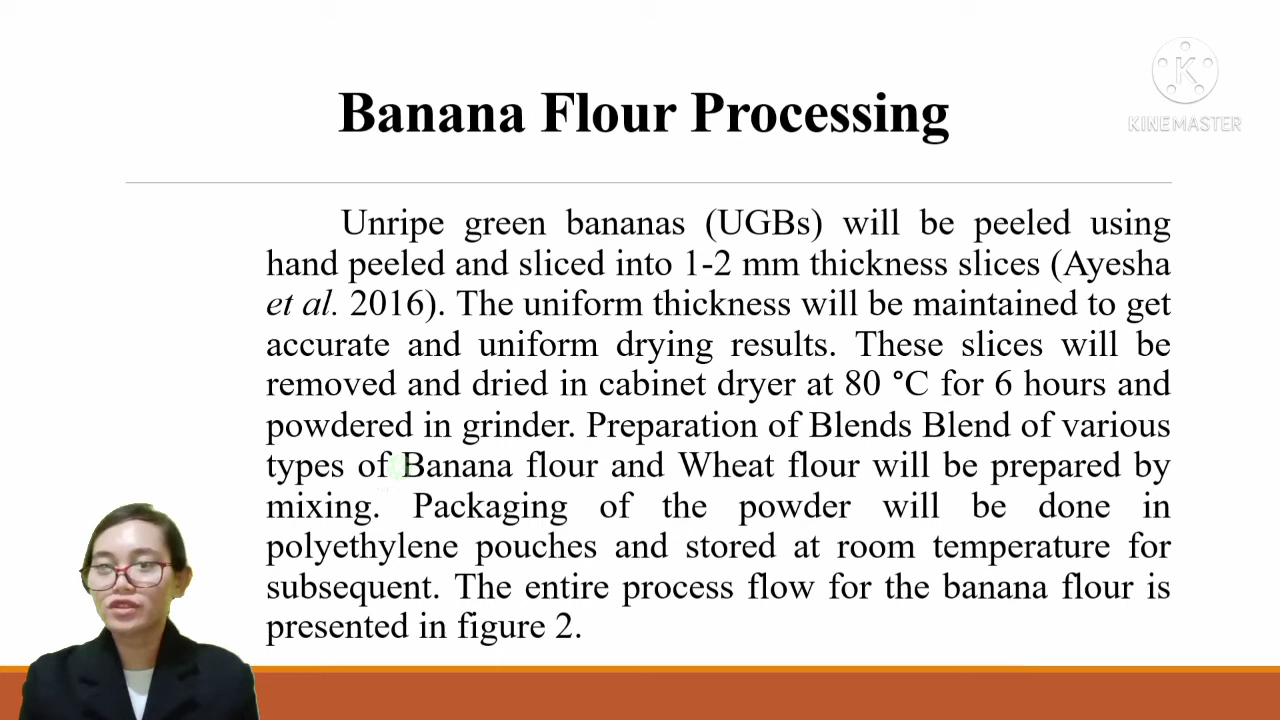 Banana Flour Processing
KINEMASTER
Unripe green bananas (UGBs) will be peeled using
hand peeled and sliced into 1-2 mm thickness slices (Ayesha
et al. 2016). The uniform thickness will be maintained to get
accurate and uniform drying results. These slices will be
removed and dried in cabinet dryer at 80 °C for 6 hours and
powdered in grinder. Preparation of Blends Blend of various
types of Banana flour and Wheat flour will be prepared by
mixing. Packaging of the powder will be done in
polyethylene pouches and stored at room temperature for
subsequent. The entire process flow for the banana flour is
presented in figure 2.